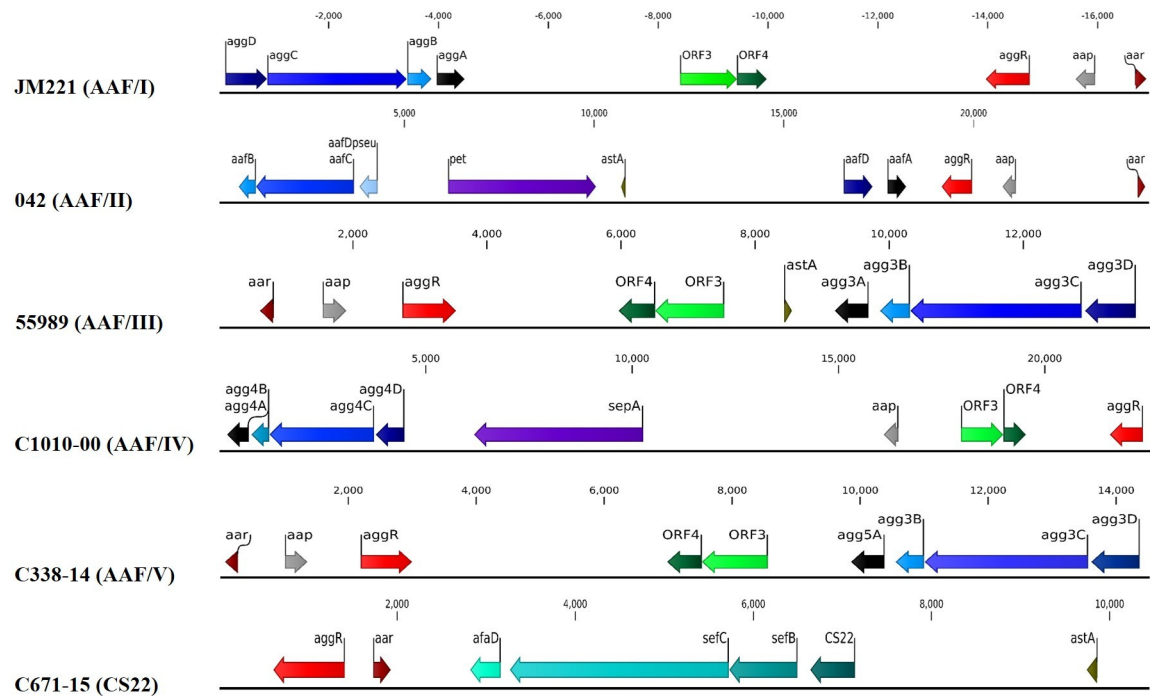 -2,000 -4,000 -6,000 -8,000 -10,000 -12,000 -14,000 -16,000
aggD aggC aggB aggA ORF3 ORF4 aggR aap aar
JM221 (AAF/I)
5,000 10,000 15,000 20,000
aafDpseu
aafB aafC pet astA aafD aafA aggR aap aar
042 (AAF/II)
2,000 4,000 6,000 8,000 10,000 12,000
astA agg3B agg3D
aar aap aggR ORF4 ORF3 agg3A agg3C
55989 (AAF/III)
5,000 10,000 15,000 20,000
agg4B agg4D ORF4
agg4A agg4C sepA aap ORF3 aggR
C1010-00 (AAF/IV)
2,000 4,000 6,000 8,000 10,000 12,000 14,000
agg3B agg3D
aar aap aggR ORF4 ORF3 agg5A agg3C
C338-14 (AAF/V)
2,000 4,000 6,000 8,000 10,000
aggR aar afaD sefC sefB CS22 astA
C671-15 (CS22)